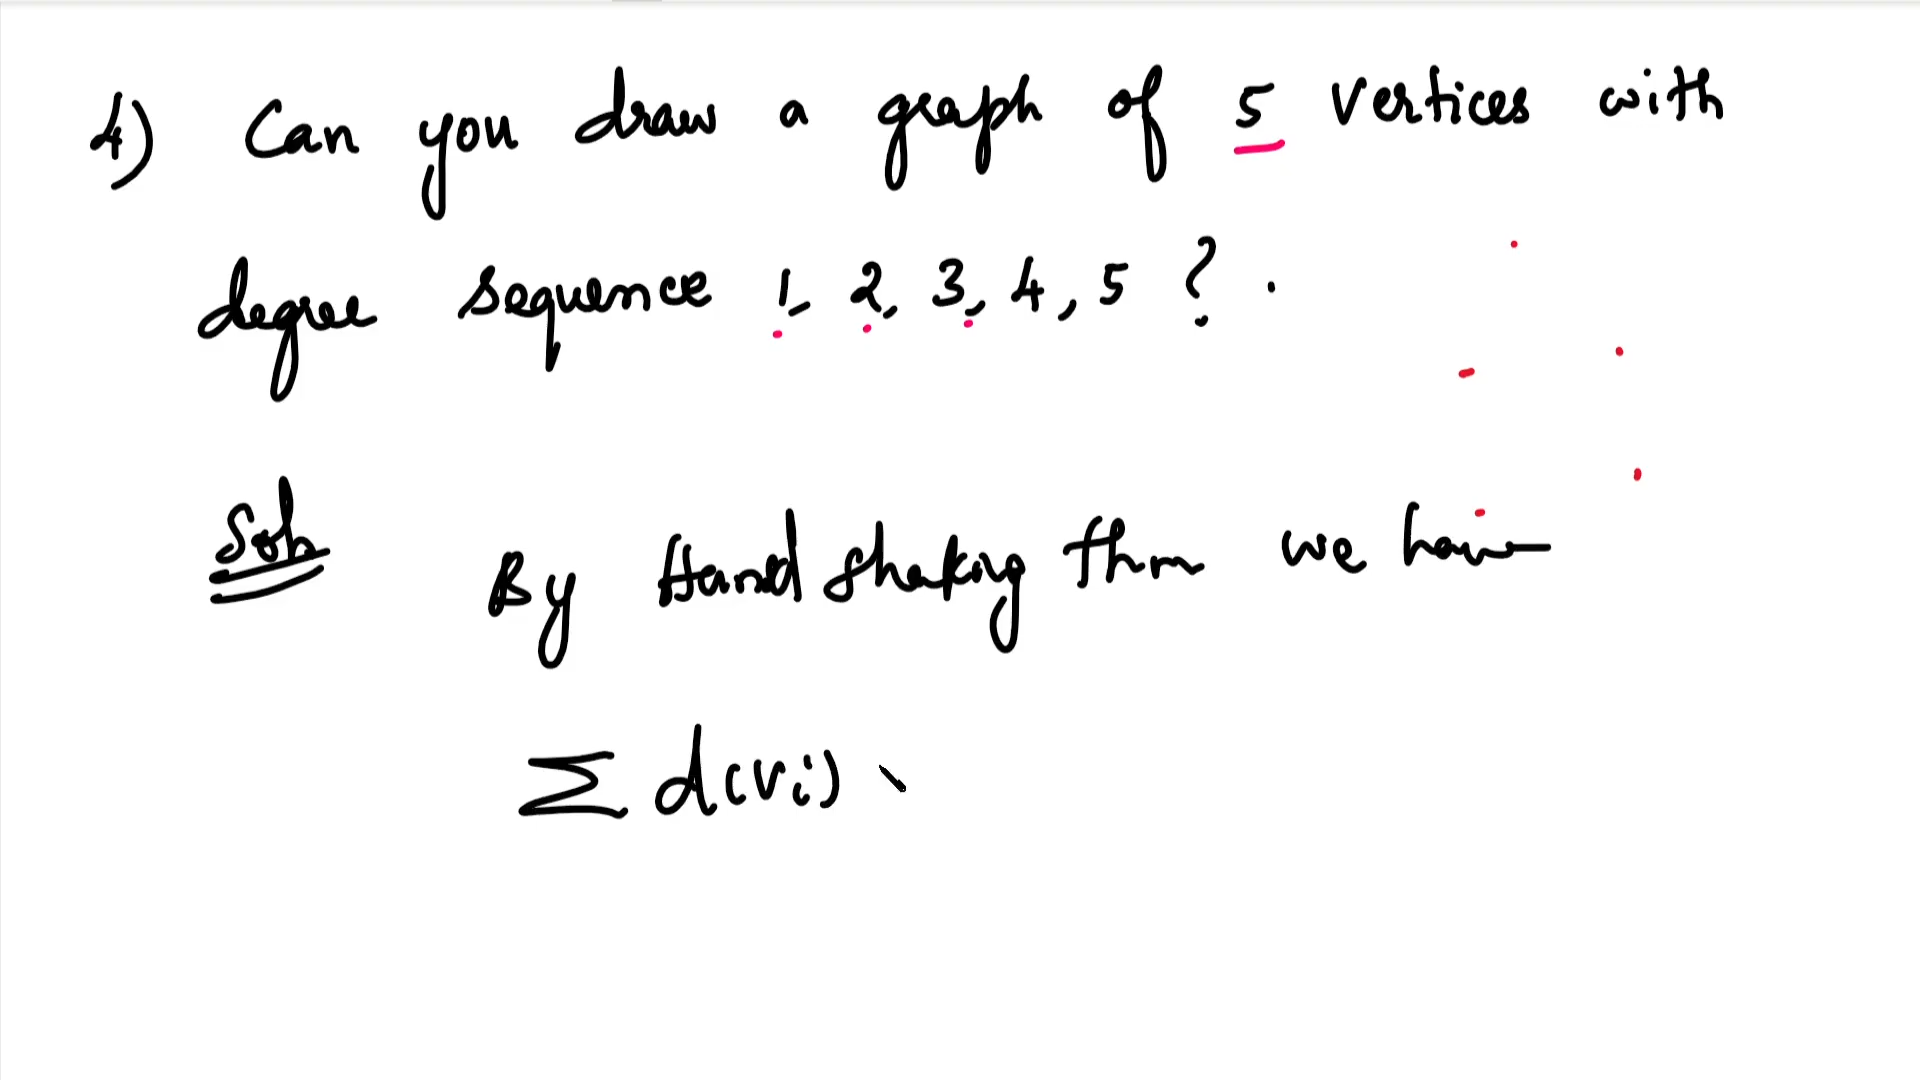 4) Can you draw a graph of 5 vertices with
degree sequence 1, 2, 3, 4, 5 ? .
Soln By Hand shaking thm we have
Σ d(vi)